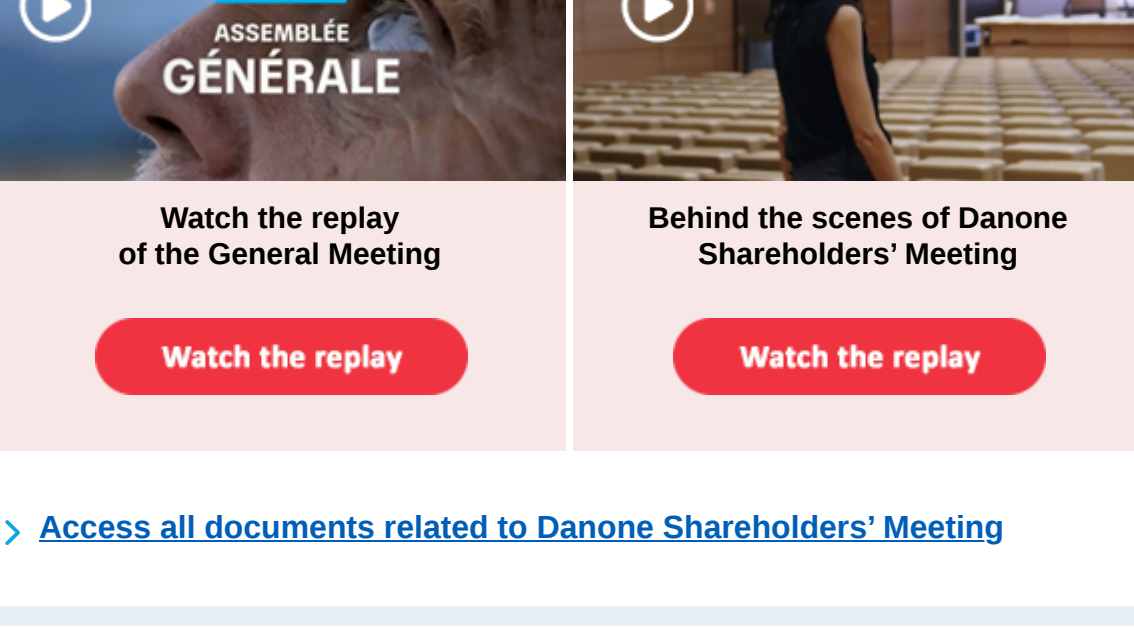 ASSEMBLÉE
GÉNÉRALE
Watch the replay
of the General Meeting
Watch the replay
Behind the scenes of Danone
Shareholders’ Meeting
Watch the replay
Access all documents related to Danone Shareholders’ Meeting